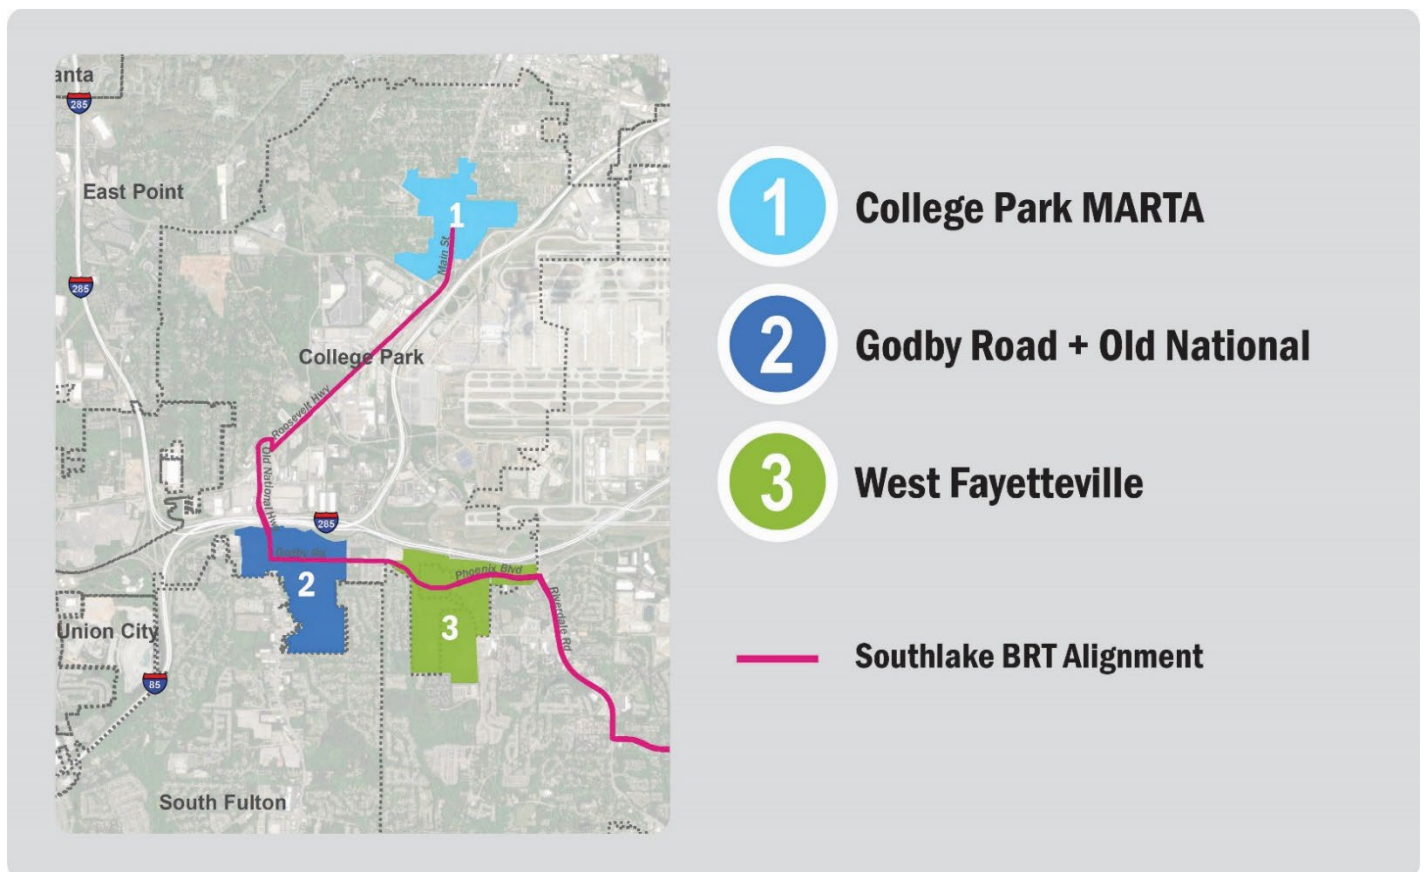 anta
285
East Point
285
1
Main St
College Park
Roosevelt Hwy
Old National Hwy
285
Godby Rd
2
Phoenix Blvd
3
Riverdale Rd
Union City
85
South Fulton
1 College Park MARTA
2 Godby Road + Old National
3 West Fayetteville
Southlake BRT Alignment